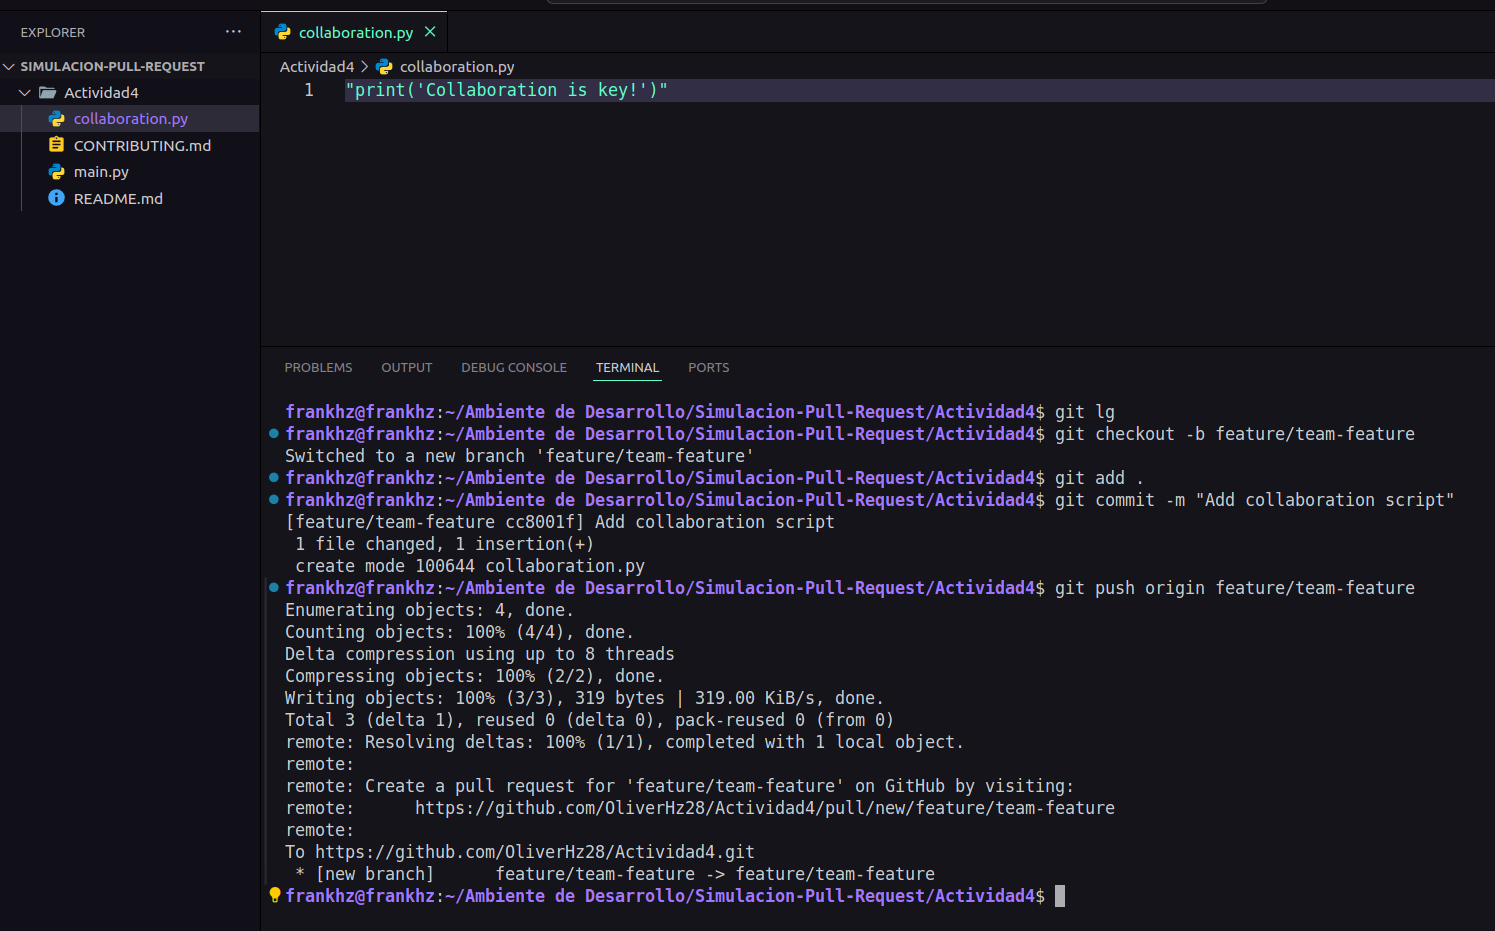 EXPLORER ···
SIMULACION-PULL-REQUEST
Actividad4
collaboration.py
CONTRIBUTING.md
main.py
README.md
collaboration.py
Actividad4 > collaboration.py
1 "print('Collaboration is key!')"
PROBLEMS OUTPUT DEBUG CONSOLE TERMINAL PORTS
frankhz@frankhz:~/Ambiente de Desarrollo/Simulacion-Pull-Request/Actividad4$ git lg
frankhz@frankhz:~/Ambiente de Desarrollo/Simulacion-Pull-Request/Actividad4$ git checkout -b feature/team-feature
Switched to a new branch 'feature/team-feature'
frankhz@frankhz:~/Ambiente de Desarrollo/Simulacion-Pull-Request/Actividad4$ git add .
frankhz@frankhz:~/Ambiente de Desarrollo/Simulacion-Pull-Request/Actividad4$ git commit -m "Add collaboration script"
[feature/team-feature cc8001f] Add collaboration script
 1 file changed, 1 insertion(+)
 create mode 100644 collaboration.py
frankhz@frankhz:~/Ambiente de Desarrollo/Simulacion-Pull-Request/Actividad4$ git push origin feature/team-feature
Enumerating objects: 4, done.
Counting objects: 100% (4/4), done.
Delta compression using up to 8 threads
Compressing objects: 100% (2/2), done.
Writing objects: 100% (3/3), 319 bytes | 319.00 KiB/s, done.
Total 3 (delta 1), reused 0 (delta 0), pack-reused 0 (from 0)
remote: Resolving deltas: 100% (1/1), completed with 1 local object.
remote:
remote: Create a pull request for 'feature/team-feature' on GitHub by visiting:
remote:      https://github.com/OliverHz28/Actividad4/pull/new/feature/team-feature
remote:
To https://github.com/OliverHz28/Actividad4.git
 * [new branch]      feature/team-feature -> feature/team-feature
frankhz@frankhz:~/Ambiente de Desarrollo/Simulacion-Pull-Request/Actividad4$